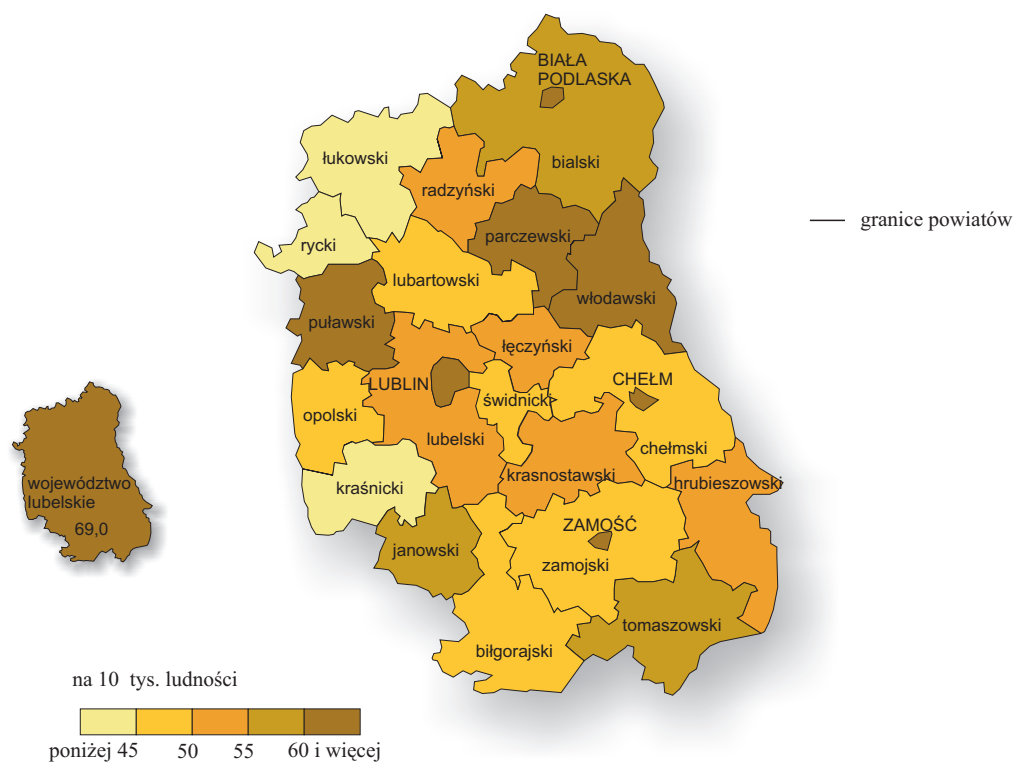 BIAŁA
PODLASKA
łukowski
bialski
radzyński
granice powiatów
rycki
parczewski
lubartowski
włodawski
puławski
łęczyński
LUBLIN
CHEŁM
świdnicki
opolski
lubelski
chełmski
krasnostawski
hrubieszowski
kraśnicki
województwo
lubelskie
69,0
ZAMOŚĆ
janowski
zamojski
tomaszowski
biłgorajski
na 10 tys. ludności
poniżej 45 50 55 60 i więcej